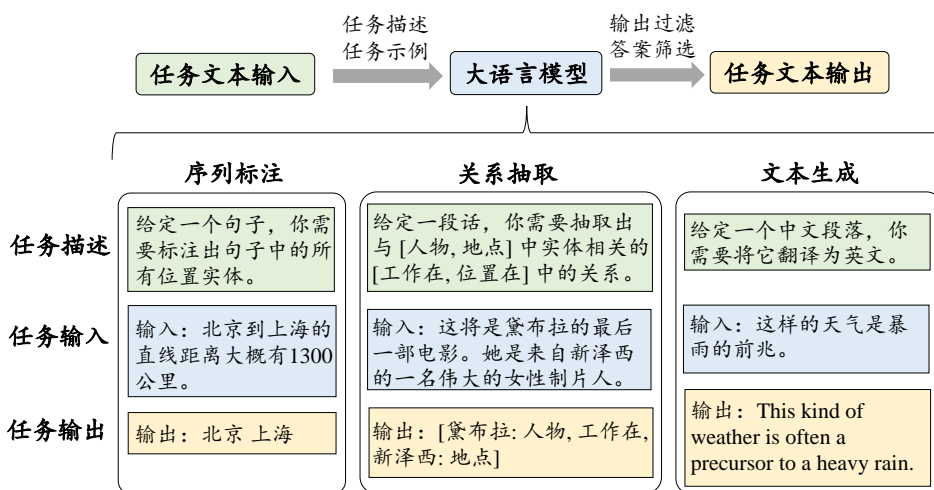 任务描述
任务示例
输出过滤
答案筛选
任务文本输入
大语言模型
任务文本输出
序列标注
关系抽取
文本生成
任务描述
给定一个句子，你需
要标注出句子中的所
有位置实体。
给定一段话，你需要抽取出
与 [人物, 地点] 中实体相关的
[工作在, 位置在] 中的关系。
给定一个中文段落，你
需要将它翻译为英文。
任务输入
输入：北京到上海的
直线距离大概有1300
公里。
输入：这将是黛布拉的最后
一部电影。她是来自新泽西
的一名伟大的女性制片人。
输入：这样的天气是暴
雨的前兆。
任务输出
输出：北京 上海
输出：[黛布拉: 人物, 工作在,
新泽西: 地点]
输出：This kind of
weather is often a
precursor to a heavy rain.